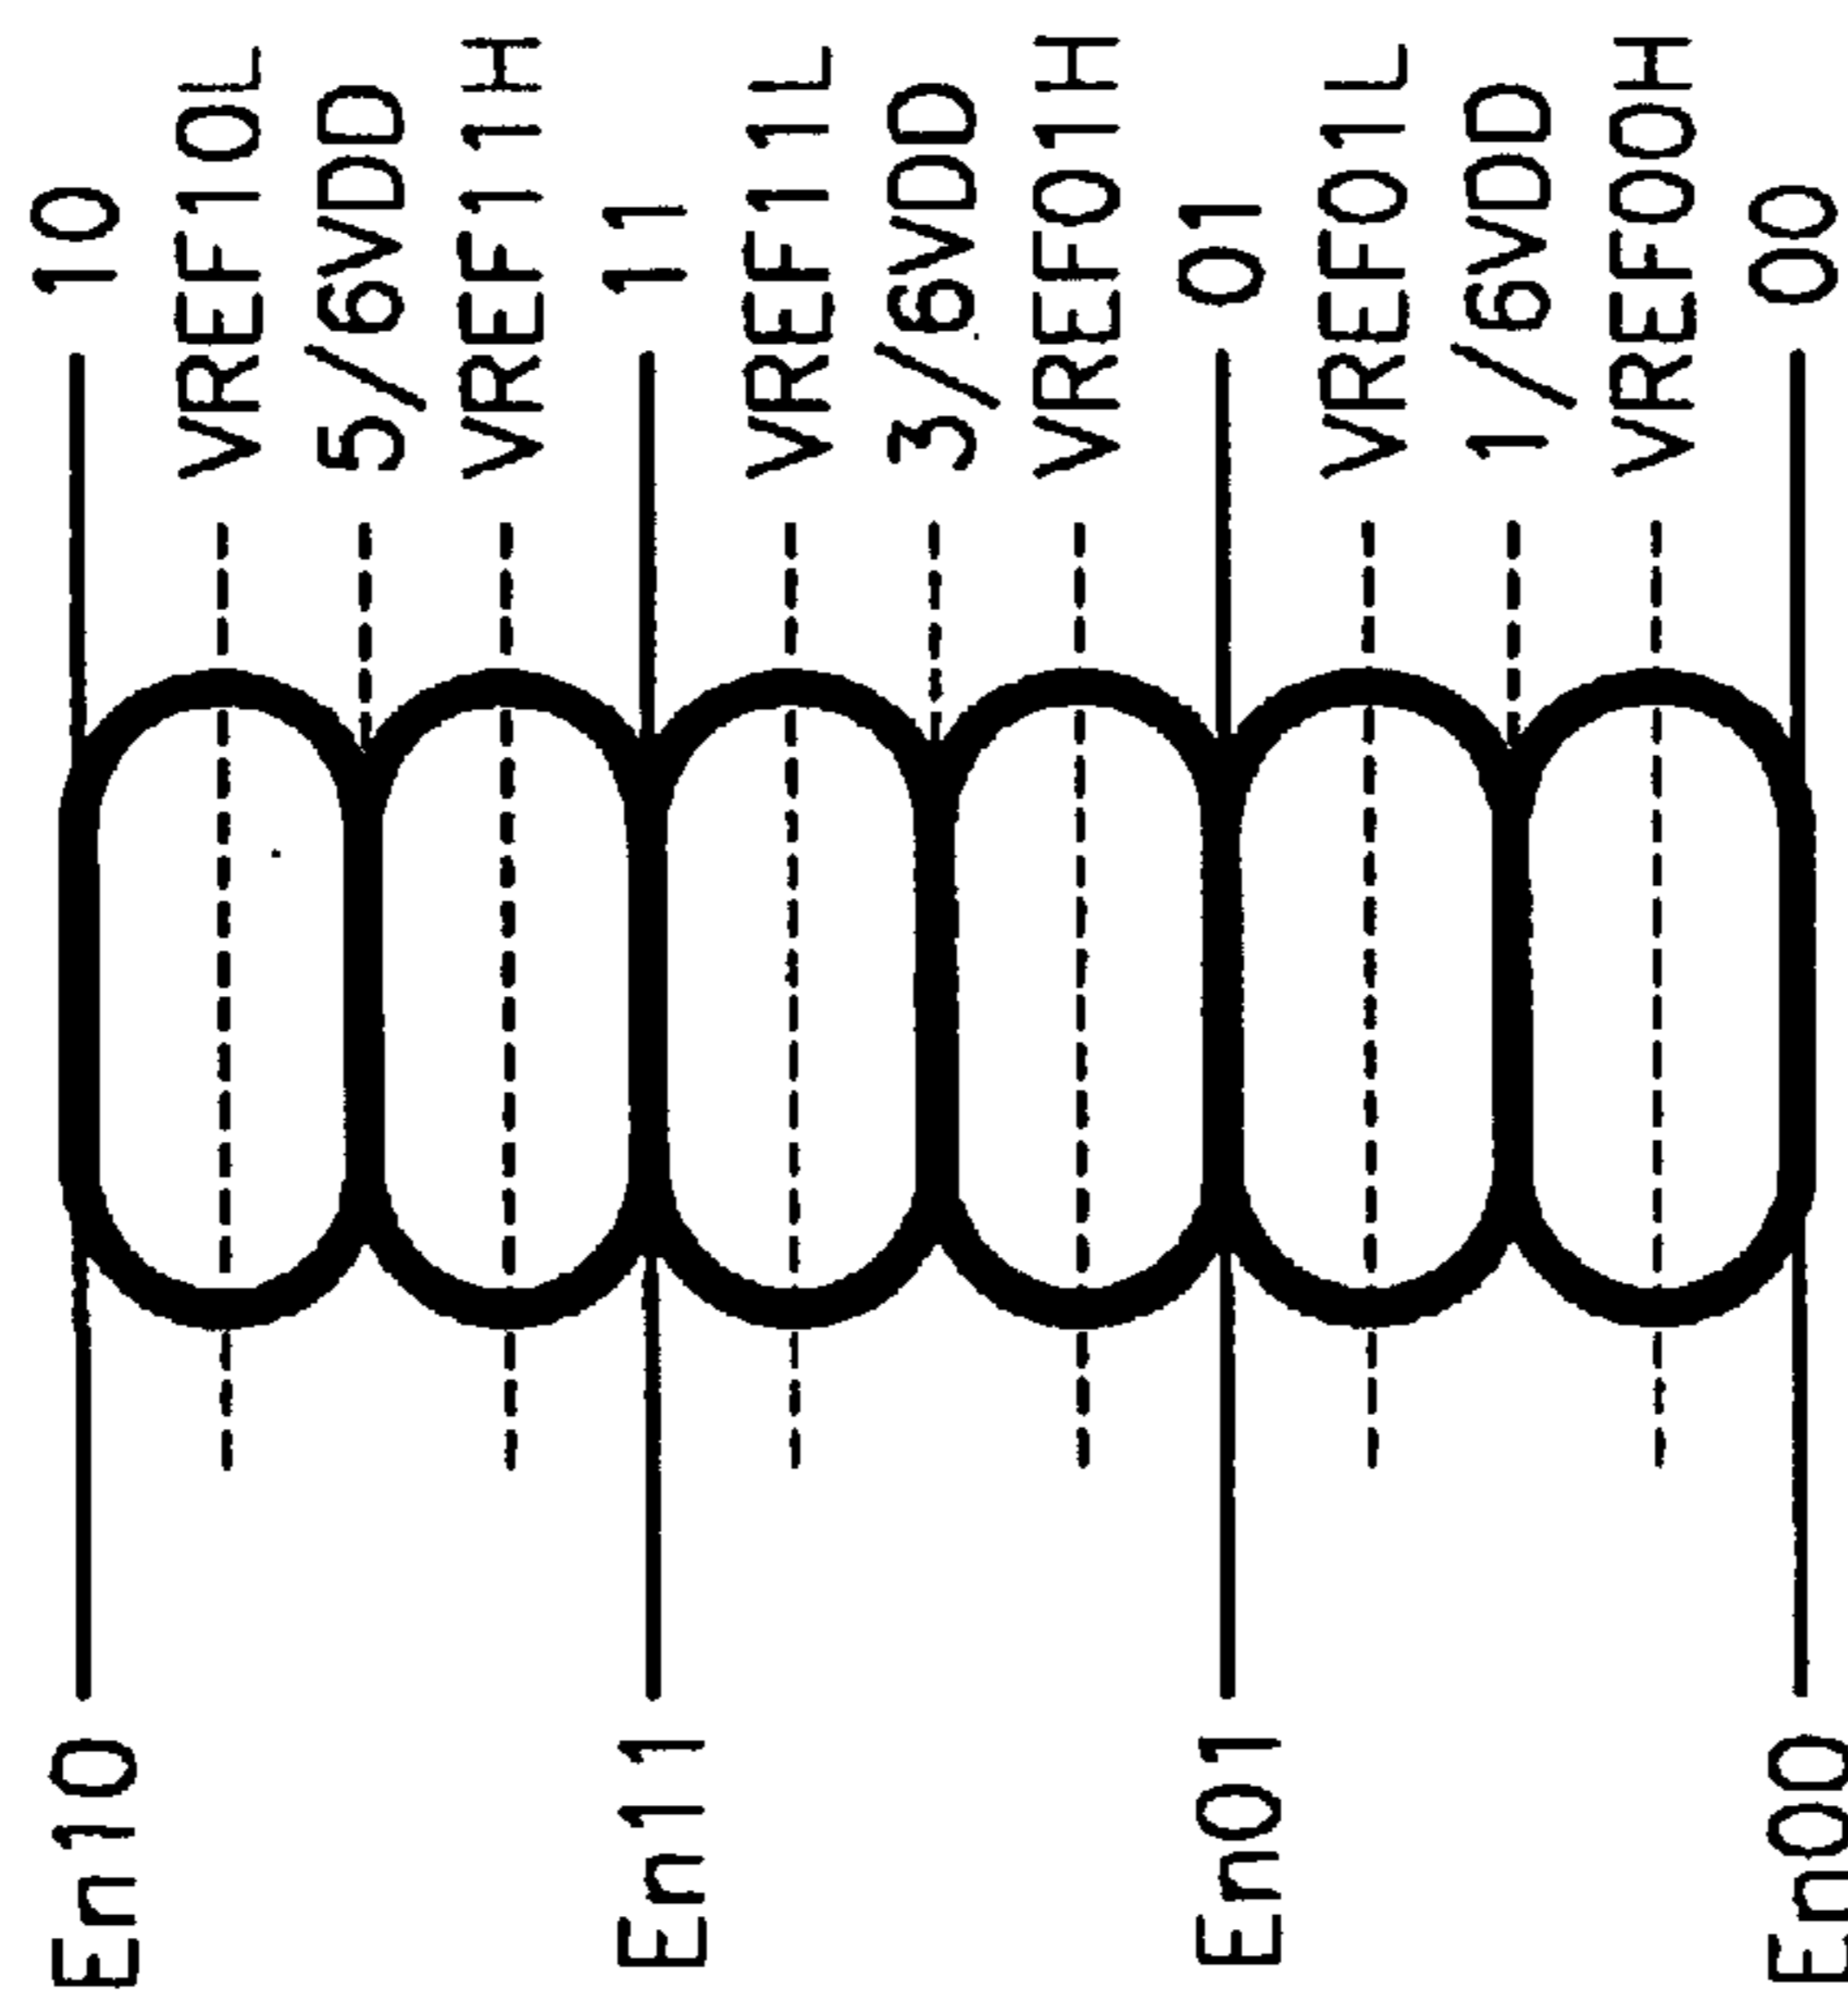 10
VREF10L
5/6VDD
VREF11H
11
VREF11L
3/6VDD
VREF01H
01
VREF01L
1/6VDD
VREF00H
00
En10
En11
En01
En00